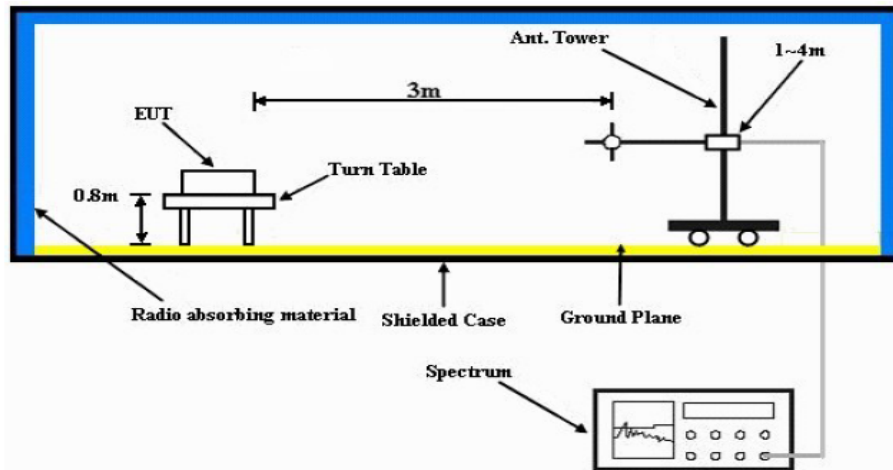 Ant. Tower
1~4m
3m
EUT
Turn Table
0.8m
Radio absorbing material
Shielded Case
Ground Plane
Spectrum